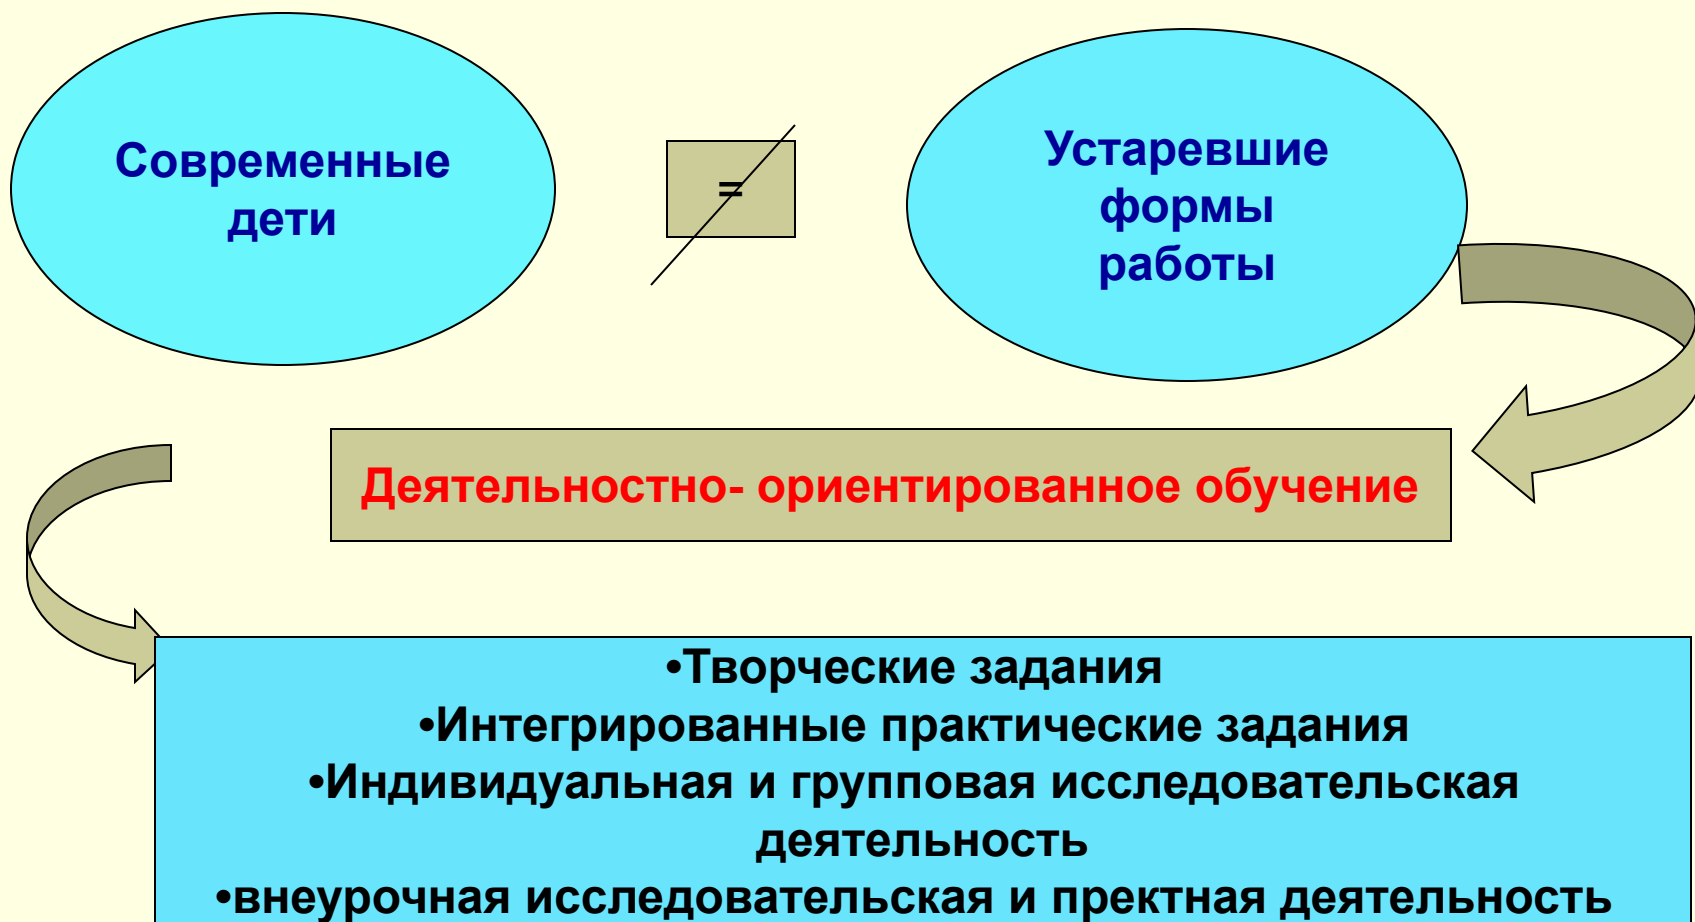 Современные
дети
=
Устаревшие
формы
работы
Деятельностно- ориентированное обучение
•Творческие задания
•Интегрированные практические задания
•Индивидуальная и групповая исследовательская
деятельность
•внеурочная исследовательская и пректная деятельность